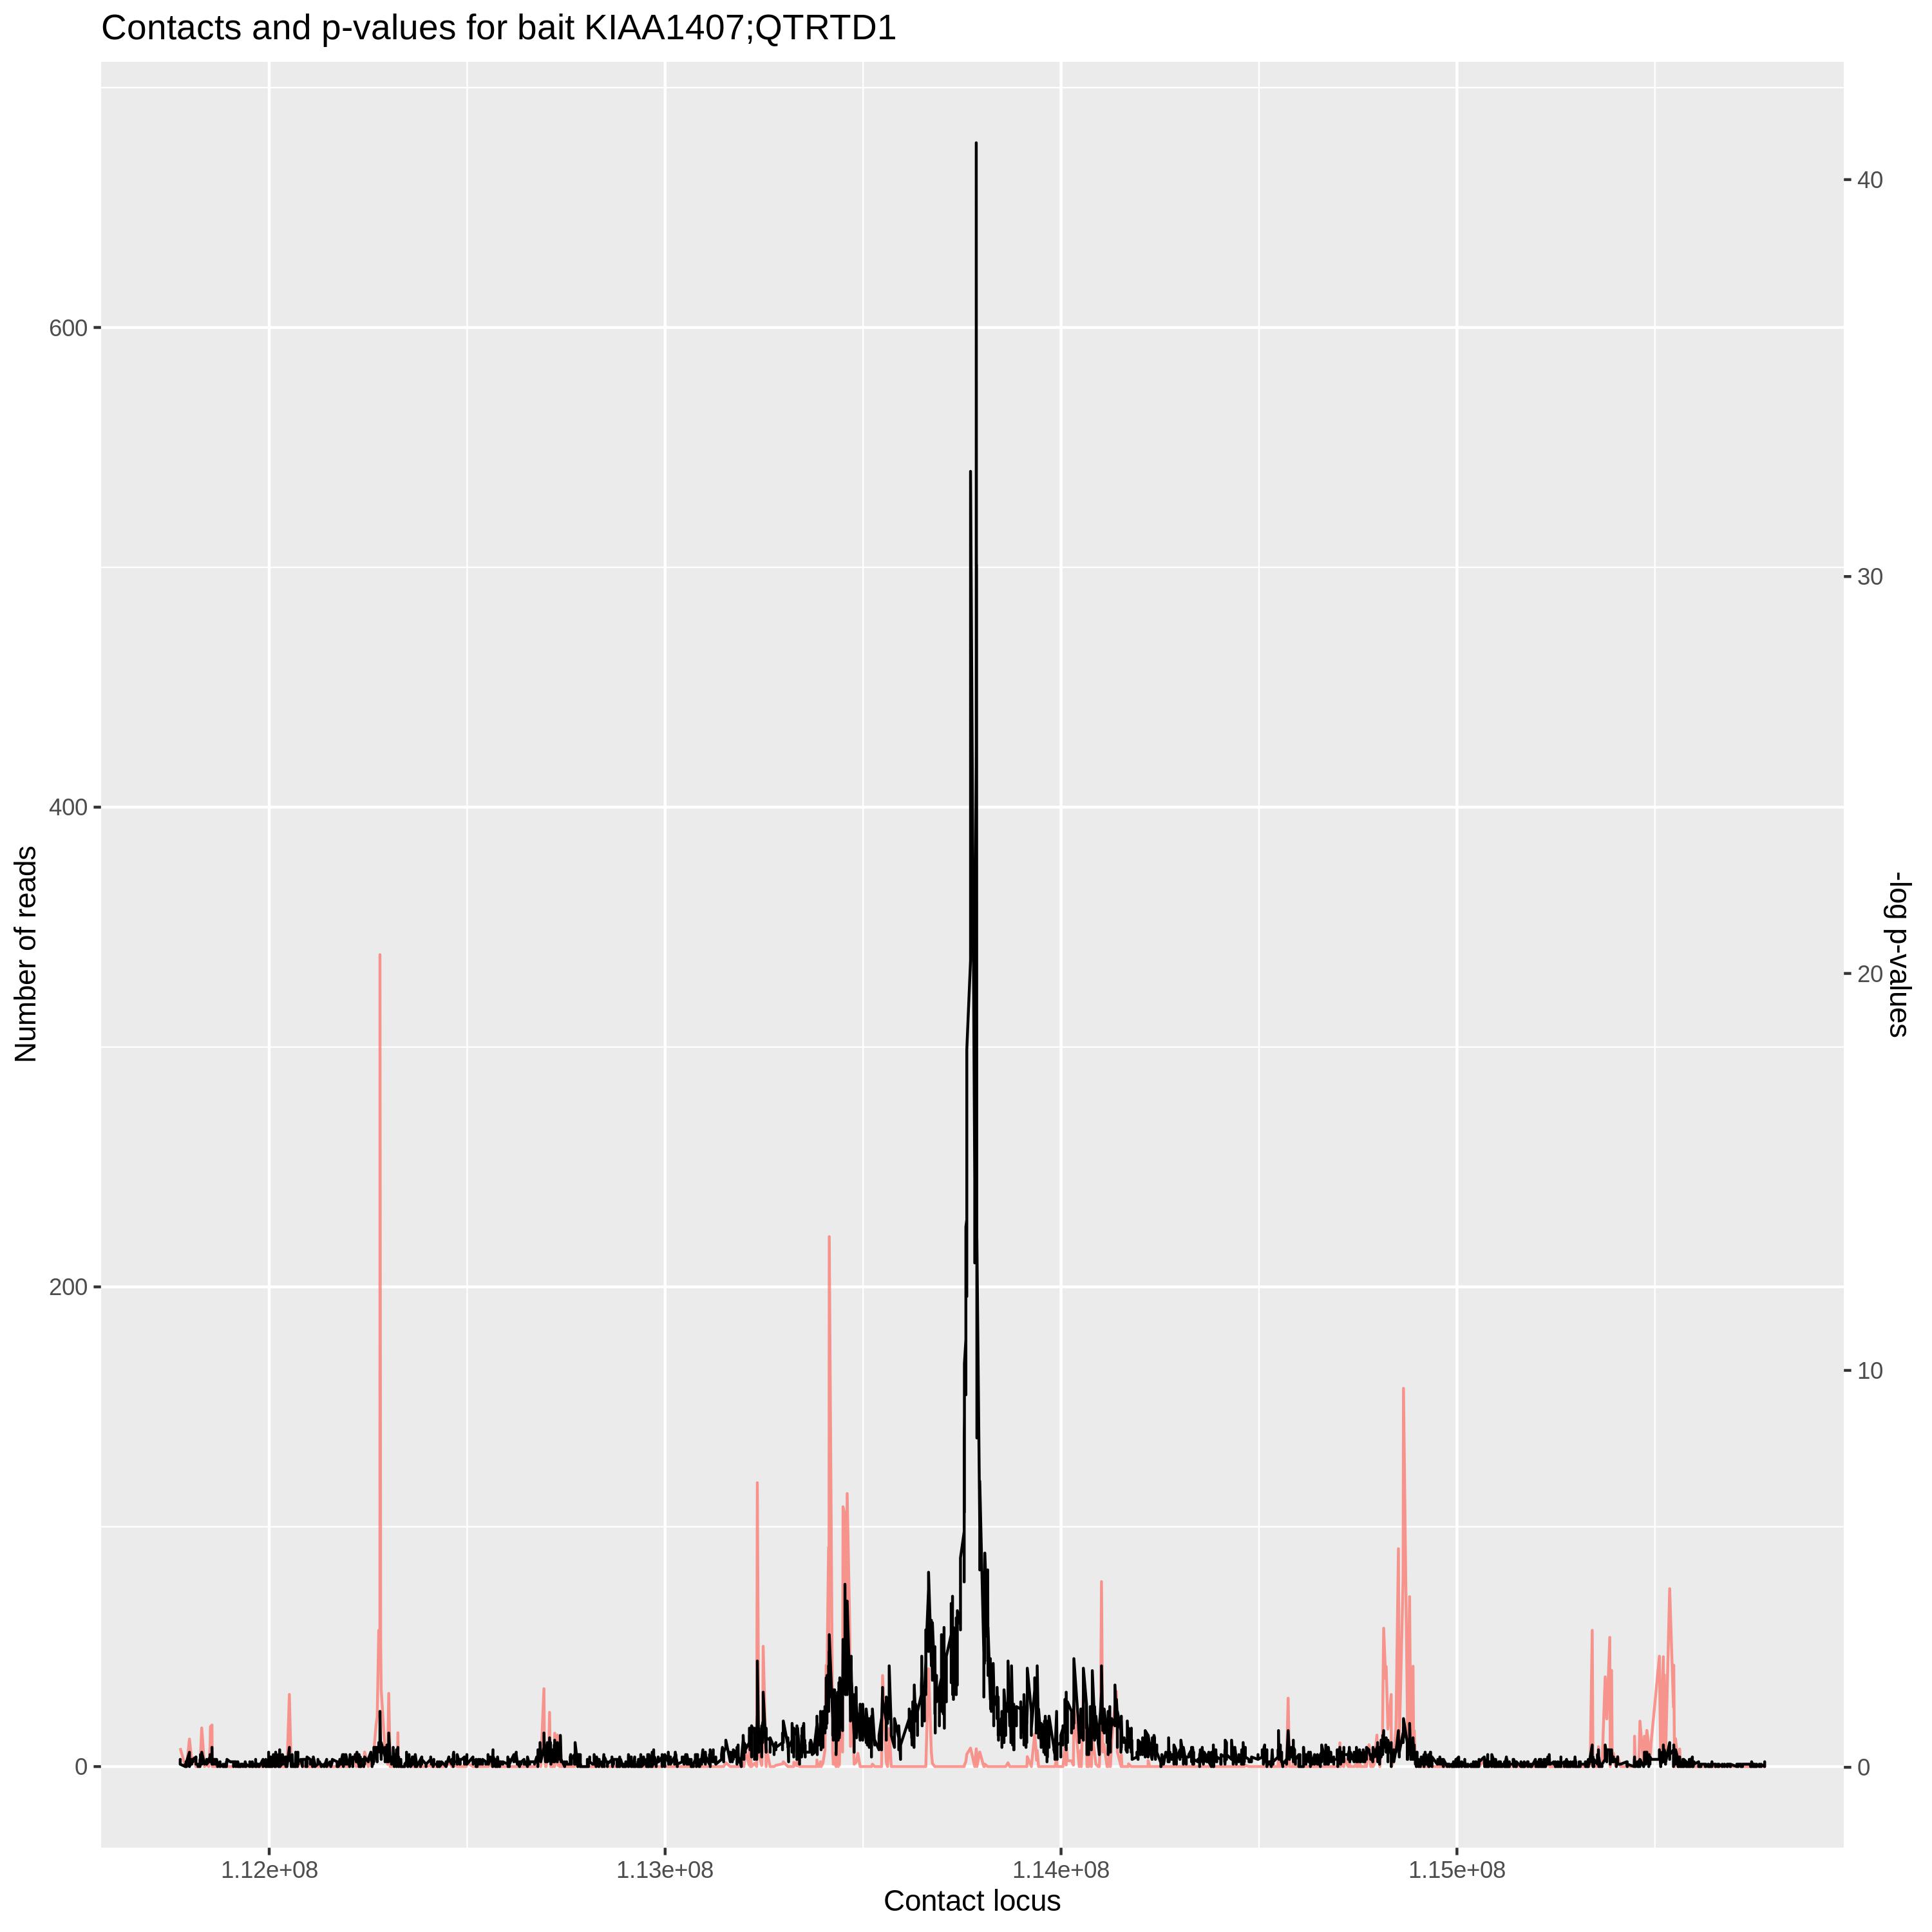 Contacts and p-values for bait KIAA1407;QTRTD1
Number of reads
600
400
200
0
40
30
20
10
0
-log p-values
1.12e+08
1.13e+08
1.14e+08
1.15e+08
Contact locus